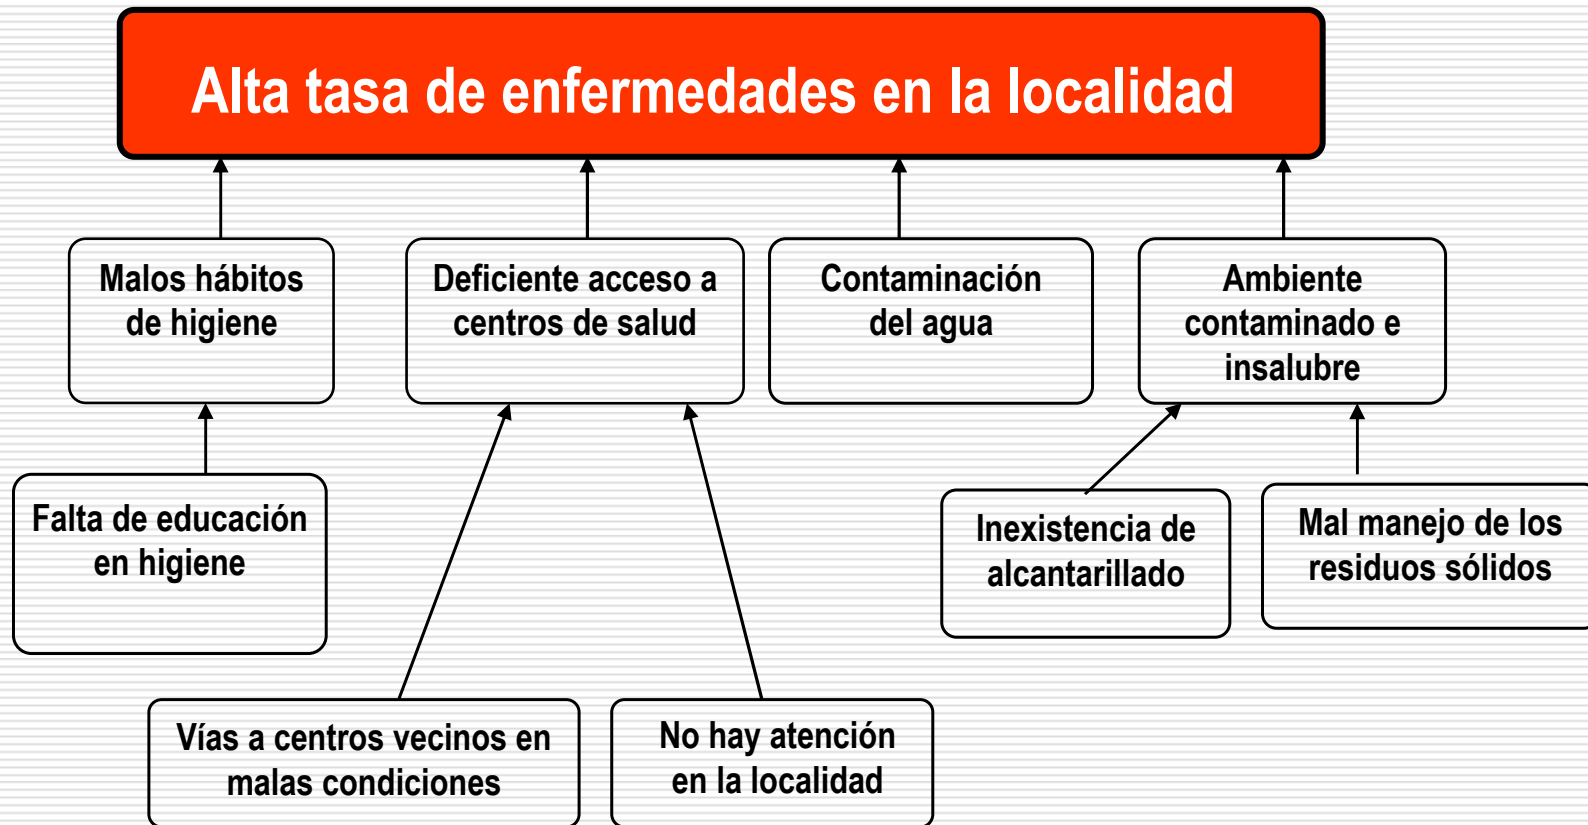 Alta tasa de enfermedades en la localidad
Malos hábitos
de higiene
Deficiente acceso a
centros de salud
Contaminación
del agua
Ambiente
contaminado e
insalubre
Falta de educación
en higiene
Inexistencia de
alcantarillado
Mal manejo de los
residuos sólidos
Vías a centros vecinos en
malas condiciones
No hay atención
en la localidad